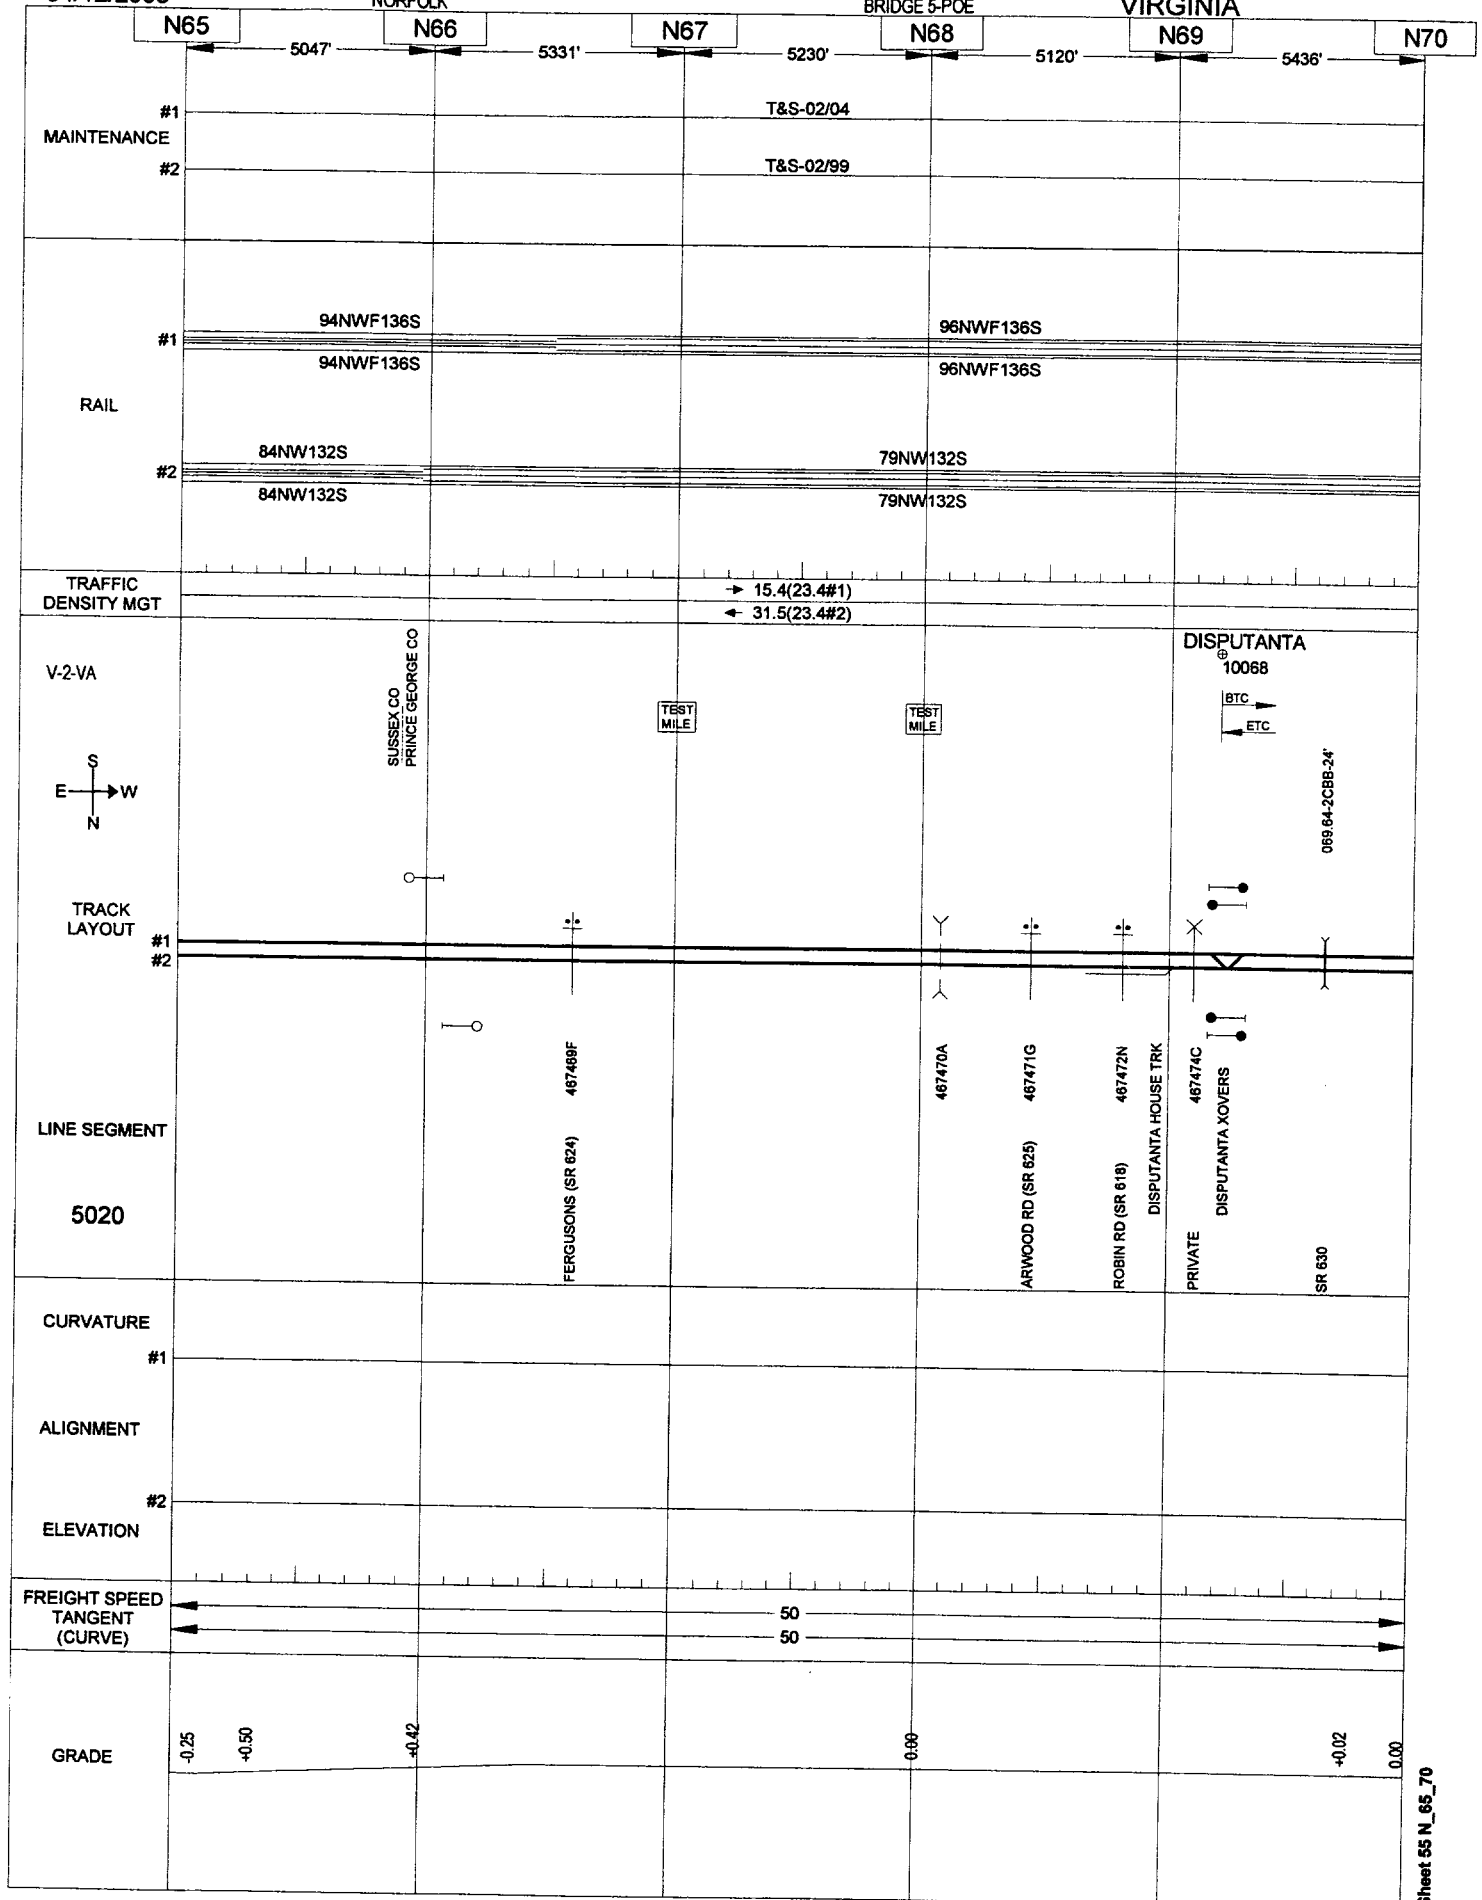 NORFOLK
BRIDGE 5-POE
VIRGINIA
N65
N66
N67
N68
N69
N70
5047'
5331'
5230'
5120'
5436'
MAINTENANCE
#1
T&S-02/04
#2
T&S-02/99
RAIL
#1
94NWF136S
96NWF136S
94NWF136S
96NWF136S
#2
84NW132S
79NW132S
84NW132S
79NW132S
TRAFFIC
DENSITY MGT
→ 15.4(23.4#1)
← 31.5(23.4#2)
V-2-VA
SUSSEX CO
PRINCE GEORGE CO
TEST
MILE
TEST
MILE
DISPUTANTA
10068
BTC
ETC
069.64-2CBB-24'
S
E
W
N
TRACK
LAYOUT
#1
#2
467469F
467470A
467471G
467472N
467474C
FERGUSONS (SR 624)
ARWOOD RD (SR 625)
ROBIN RD (SR 618)
DISPUTANTA HOUSE TRK
PRIVATE
DISPUTANTA XOVERS
SR 630
LINE SEGMENT
5020
CURVATURE
#1
ALIGNMENT
#2
ELEVATION
FREIGHT SPEED
TANGENT
(CURVE)
50
50
GRADE
-0.25
+0.50
+0.42
0.00
+0.02
0.00
Sheet 55 N_65_70